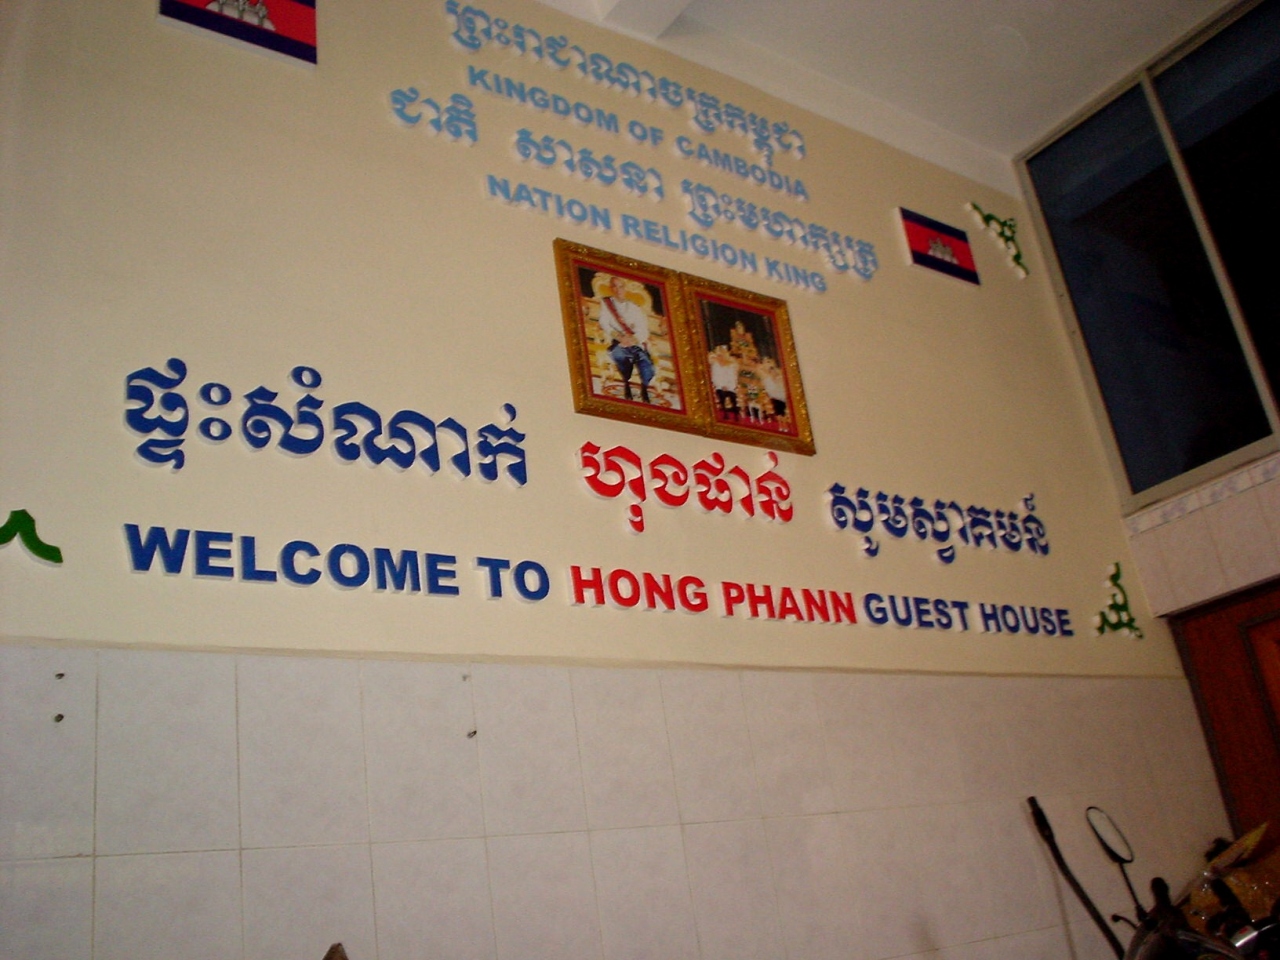 ព្រះរាជាណាចក្រកម្ពុជា
KINGDOM OF CAMBODIA
ជាតិ សាសនា ព្រះមហាក្សត្រ
NATION RELIGION KING
ផ្ទះសំណាក់ ហុងផាន់ សូមស្វាគមន៍
WELCOME TO HONG PHANN GUEST HOUSE